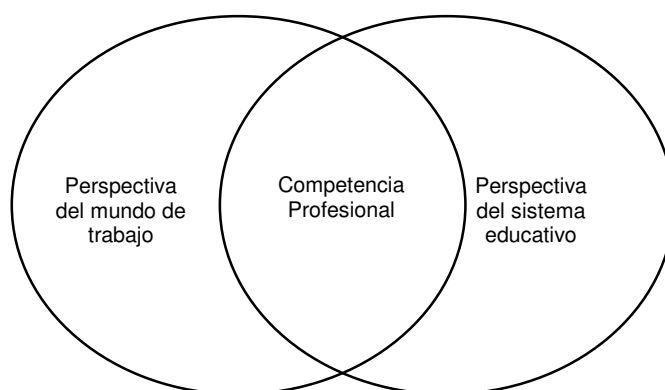 Perspectiva
del mundo de
trabajo
Competencia
Profesional
Perspectiva
del sistema
educativo